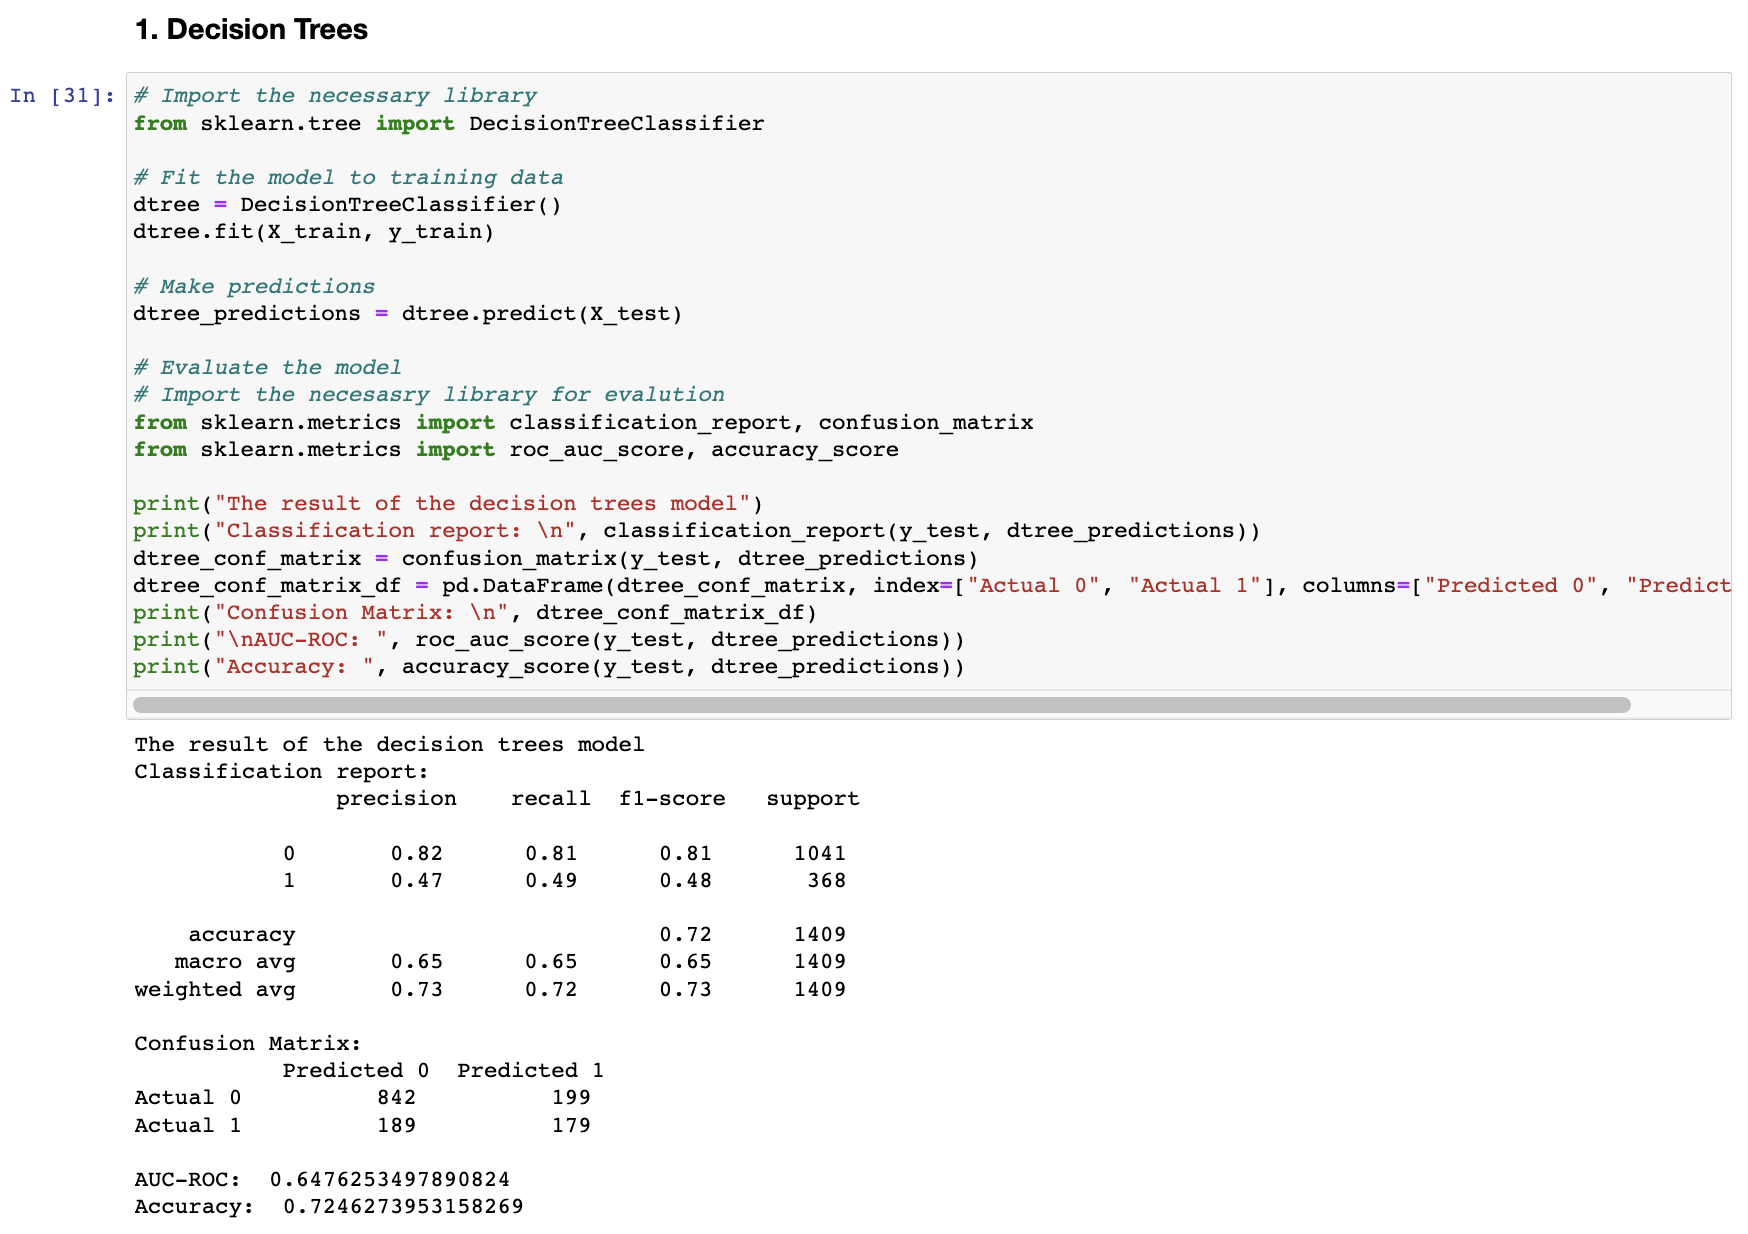 1. Decision Trees
In [31]:
# Import the necessary library
from sklearn.tree import DecisionTreeClassifier
# Fit the model to training data
dtree = DecisionTreeClassifier()
dtree.fit(X_train, y_train)
# Make predictions
dtree_predictions = dtree.predict(X_test)
# Evaluate the model
# Import the necesasry library for evalution
from sklearn.metrics import classification_report, confusion_matrix
from sklearn.metrics import roc_auc_score, accuracy_score
print("The result of the decision trees model")
print("Classification report: \n", classification_report(y_test, dtree_predictions))
dtree_conf_matrix = confusion_matrix(y_test, dtree_predictions)
dtree_conf_matrix_df = pd.DataFrame(dtree_conf_matrix, index=["Actual 0", "Actual 1"], columns=["Predicted 0", "Predict
print("Confusion Matrix: \n", dtree_conf_matrix_df)
print("\nAUC-ROC: ", roc_auc_score(y_test, dtree_predictions))
print("Accuracy: ", accuracy_score(y_test, dtree_predictions))
The result of the decision trees model
Classification report:
precision recall f1-score support
0 0.82 0.81 0.81 1041
1 0.47 0.49 0.48 368
accuracy 0.72 1409
macro avg 0.65 0.65 0.65 1409
weighted avg 0.73 0.72 0.73 1409
Confusion Matrix:
Predicted 0 Predicted 1
Actual 0 842 199
Actual 1 189 179
AUC-ROC: 0.6476253497890824
Accuracy: 0.7246273953158269